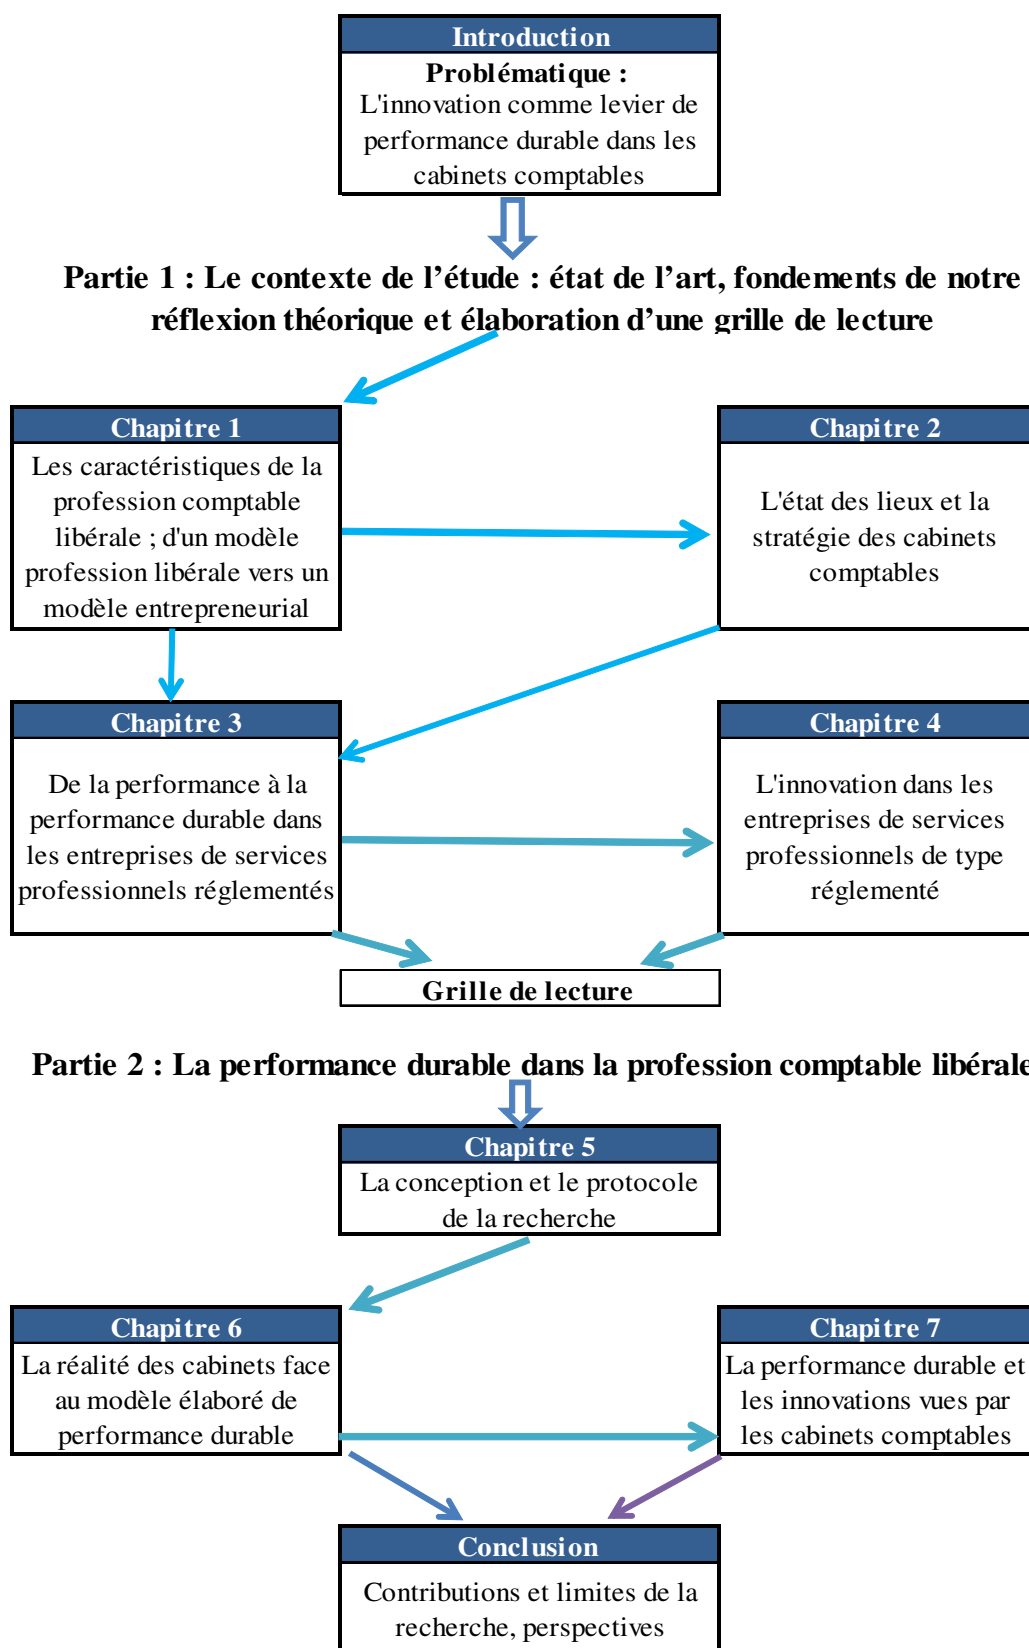 Introduction
Problématique :
L'innovation comme levier de
performance durable dans les
cabinets comptables
Partie 1 : Le contexte de l’étude : état de l’art, fondements de notre
réflexion théorique et élaboration d’une grille de lecture
Chapitre 1
Les caractéristiques de la
profession comptable
libérale ; d'un modèle
profession libérale vers un
modèle entrepreneurial
Chapitre 2
L'état des lieux et la
stratégie des cabinets
comptables
Chapitre 3
De la performance à la
performance durable dans
les entreprises de services
professionnels réglementés
Chapitre 4
L'innovation dans les
entreprises de services
professionnels de type
réglementé
Grille de lecture
Partie 2 : La performance durable dans la profession comptable libérale
Chapitre 5
La conception et le protocole
de la recherche
Chapitre 6
La réalité des cabinets face
au modèle élaboré de
performance durable
Chapitre 7
La performance durable et
les innovations vues par
les cabinets comptables
Conclusion
Contributions et limites de la
recherche, perspectives